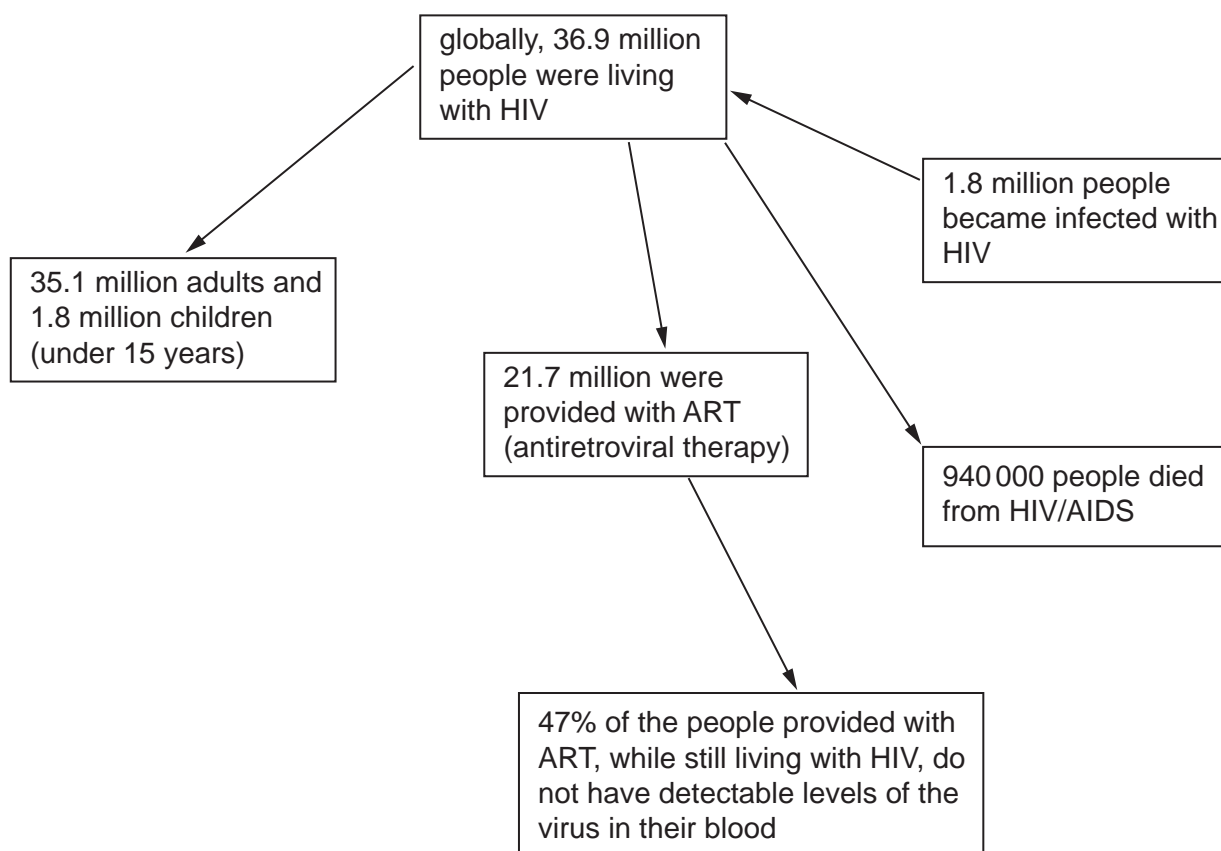 globally, 36.9 million
people were living
with HIV
1.8 million people
became infected with
HIV
35.1 million adults and
1.8 million children
(under 15 years)
21.7 million were
provided with ART
(antiretroviral therapy)
940 000 people died
from HIV/AIDS
47% of the people provided with
ART, while still living with HIV, do
not have detectable levels of the
virus in their blood